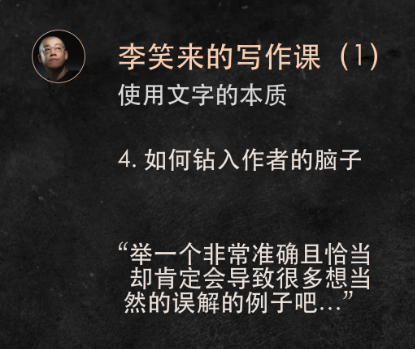 李笑来的写作课（1）
使用文字的本质
4. 如何钻入作者的脑子
“举一个非常准确且恰当
却肯定会导致很多想当
然的误解的例子吧...”